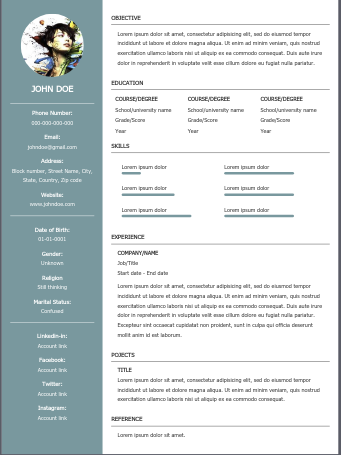 JOHN DOE
Phone Number:
000-000-000-000
Email:
johndoe@gmail.com
Address:
Block number, Street Name, City,
State, Country, Zip code
Website:
www.johndoe.com
Date of Birth:
01-01-0001
Gender:
Unknown
Religion
Still thinking
Marital Status:
Confused
Linkedin-in:
Account link
Facebook:
Account link
Twitter:
Account link
Instagram:
Account link
OBJECTIVE
Lorem ipsum dolor sit amet, consectetur adipisicing elit, sed do eiusmod tempor
incididunt ut labore et dolore magna aliqua. Ut enim ad minim veniam, quis nostrud
exercitation ullamco laboris nisi ut aliquip ex ea commodo consequat. Duis aute irure
dolor in reprehenderit in voluptate velit esse cillum dolore eu fugiat nulla pariatur.
EDUCATION
COURSE/DEGREE COURSE/DEGREE COURSE/DEGREE
School/university name School/university name School/university name
Grade/Score Grade/Score Grade/Score
Year Year Year
SKILLS
Lorem ipsum dolor Lorem ipsum dolor
Lorem ipsum dolor Lorem ipsum dolor
Lorem ipsum dolor Lorem ipsum dolor
EXPERIENCE
COMPANY/NAME
Job/Title
Start date - End date
Lorem ipsum dolor sit amet, consectetur adipisicing elit, sed do eiusmod tempor
incididunt ut labore et dolore magna aliqua. Ut enim ad minim veniam, quis nostrud
exercitation ullamco laboris nisi ut aliquip ex ea commodo consequat. Duis aute irure
dolor in reprehenderit in voluptate velit esse cillum dolore eu fugiat nulla pariatur.
Excepteur sint occaecat cupidatat non proident, sunt in culpa qui officia deserunt
mollit anim id est laborum.
POJECTS
TITLE
Lorem ipsum dolor sit amet, consectetur adipisicing elit, sed do eiusmod tempor
incididunt ut labore et dolore magna aliqua. Ut enim ad minim veniam, quis nostrud
exercitation ullamco laboris nisi ut aliquip ex ea commodo consequat.
REFERENCE
Lorem ipsum dolor sit amet.